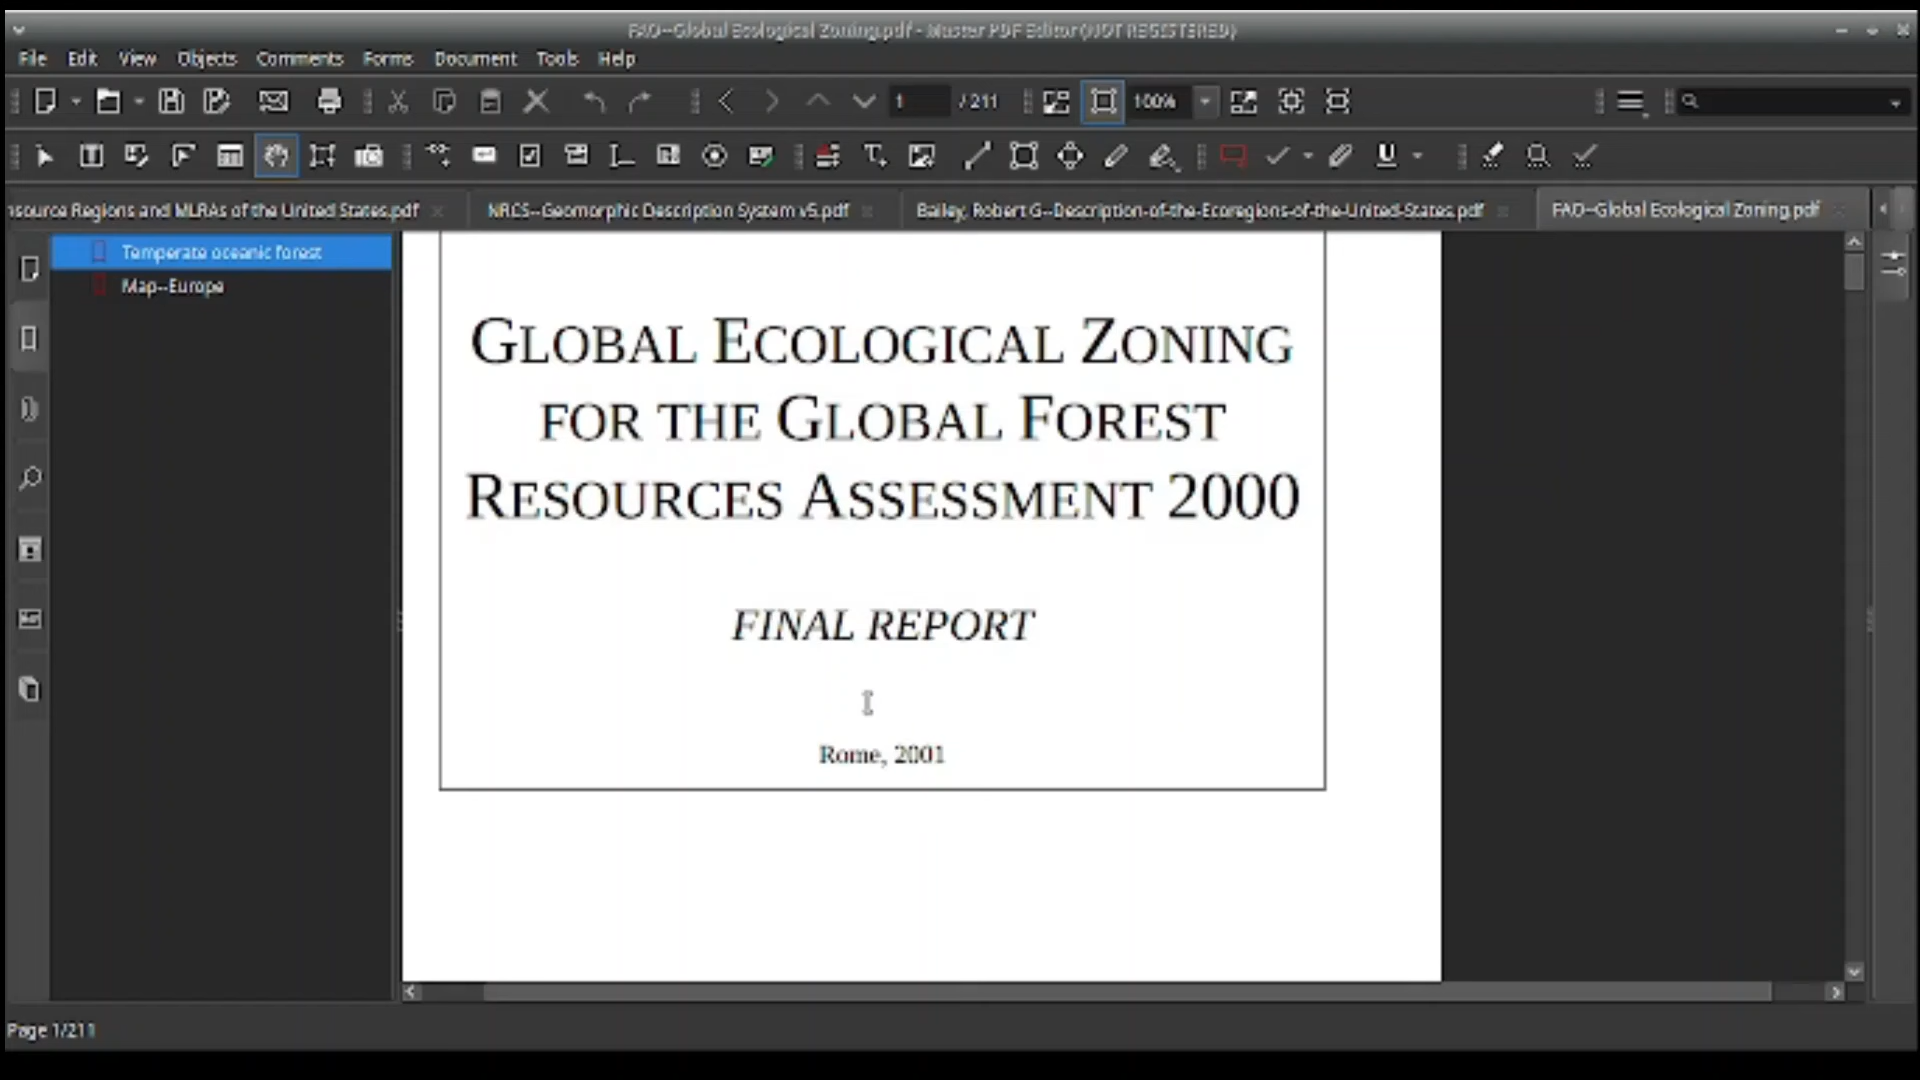 FAO--Global Ecological Zoning.pdf - Master PDF Editor (NOT REGISTERED)
File Edit View Objects Comments Forms Document Tools Help
1 / 211 100%
source Regions and MLRAs of the United States.pdf NRCS--Geomorphic Description System v5.pdf Bailey, Robert G--Description-of-the-Ecoregions-of-the-United-States.pdf FAO--Global Ecological Zoning.pdf
Temperate oceanic forest
Map--Europe
GLOBAL ECOLOGICAL ZONING
FOR THE GLOBAL FOREST
RESOURCES ASSESSMENT 2000
FINAL REPORT
Rome, 2001
Page 1/211